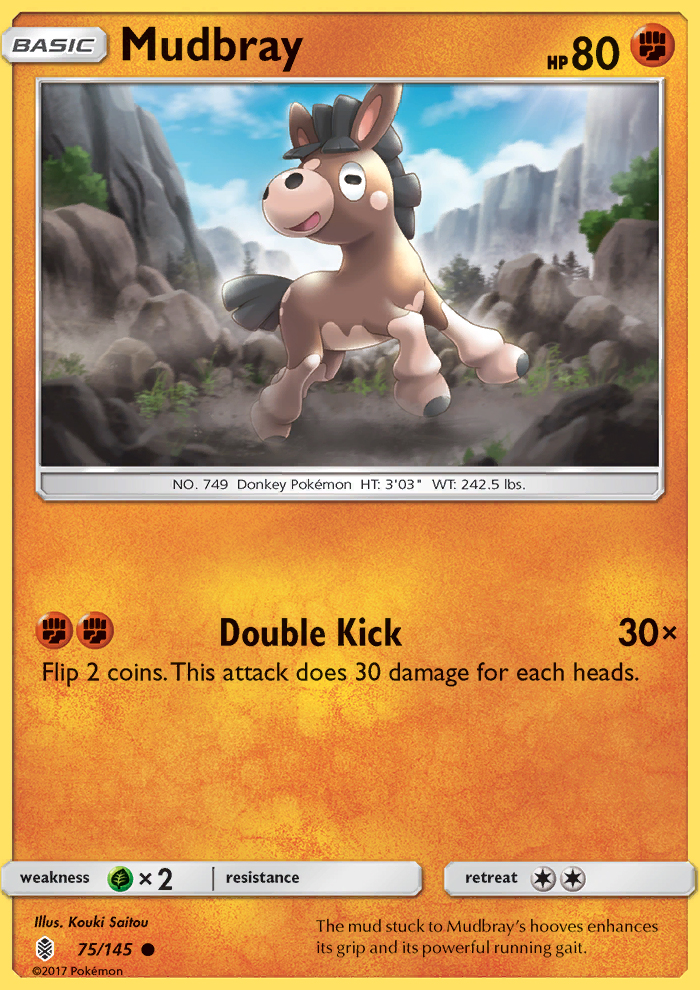 BASIC Mudbray HP 80
NO. 749 Donkey Pokémon HT: 3'03" WT: 242.5 lbs.
Double Kick 30×
Flip 2 coins. This attack does 30 damage for each heads.
weakness ×2 resistance retreat
Illus. Kouki Saitou
75/145
©2017 Pokémon
The mud stuck to Mudbray's hooves enhances
its grip and its powerful running gait.